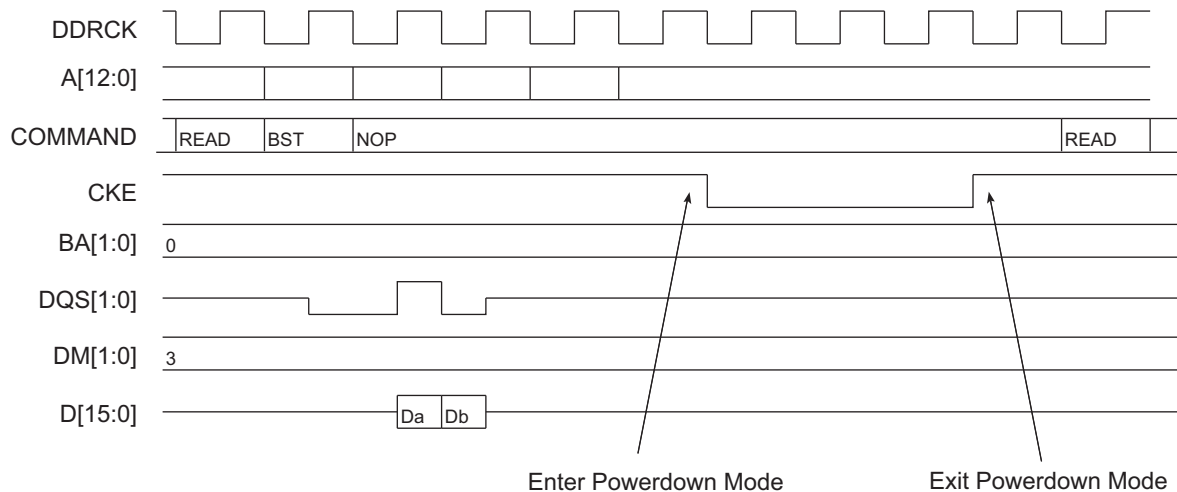 DDRCK
A[12:0]
COMMAND READ BST NOP READ
CKE
BA[1:0] 0
DQS[1:0]
DM[1:0] 3
D[15:0] Da Db
Enter Powerdown Mode Exit Powerdown Mode